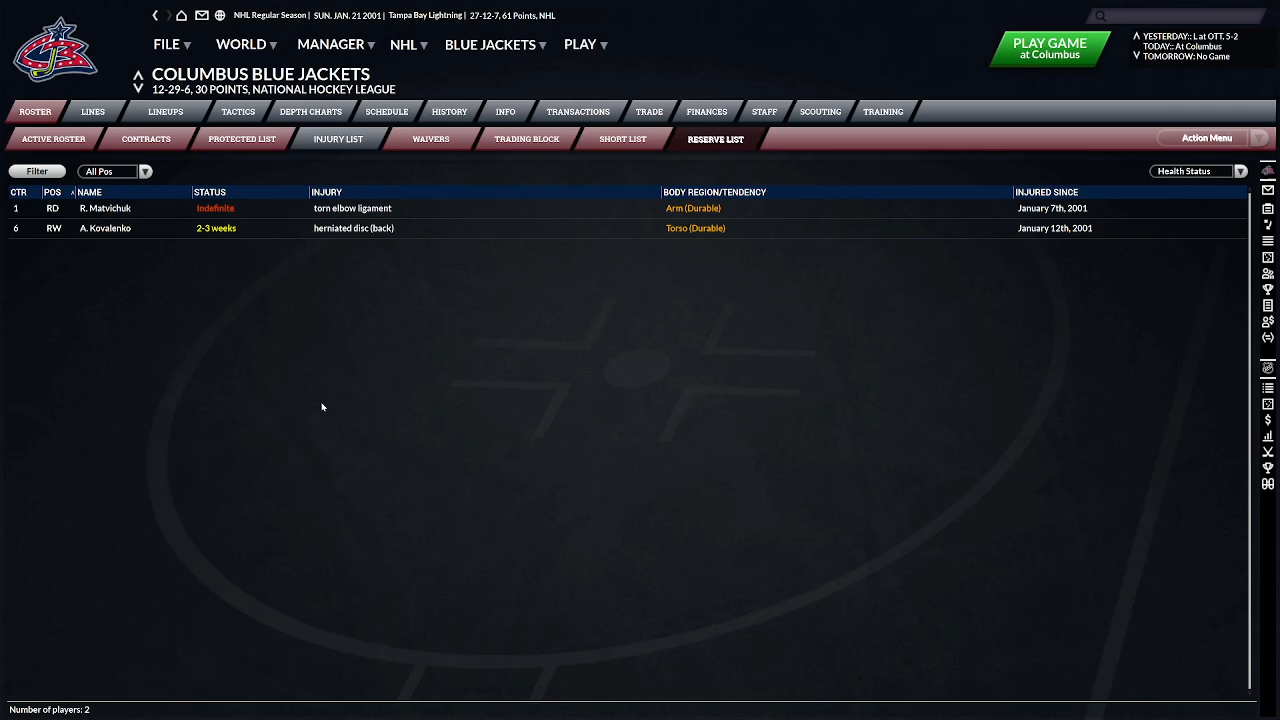 NHL Regular Season | SUN. JAN. 21 2001 | Tampa Bay Lightning | 27-12-7, 61 Points, NHL
FILE WORLD MANAGER NHL BLUE JACKETS PLAY
PLAY GAME
at Columbus
YESTERDAY:: L at OTT, 5-2
TODAY:: At Columbus
TOMORROW: No Game
COLUMBUS BLUE JACKETS
12-29-6, 30 POINTS, NATIONAL HOCKEY LEAGUE
ROSTER LINES LINEUPS TACTICS DEPTH CHARTS SCHEDULE HISTORY INFO TRANSACTIONS TRADE FINANCES STAFF SCOUTING TRAINING
ACTIVE ROSTER CONTRACTS PROTECTED LIST INJURY LIST WAIVERS TRADING BLOCK SHORT LIST RESERVE LIST Action Menu
Filter All Pos Health Status
CTR POS NAME STATUS INJURY BODY REGION/TENDENCY INJURED SINCE
1 RD R. Matvichuk Indefinite torn elbow ligament Arm (Durable) January 7th, 2001
6 RW A. Kovalenko 2-3 weeks herniated disc (back) Torso (Durable) January 12th, 2001
Number of players: 2